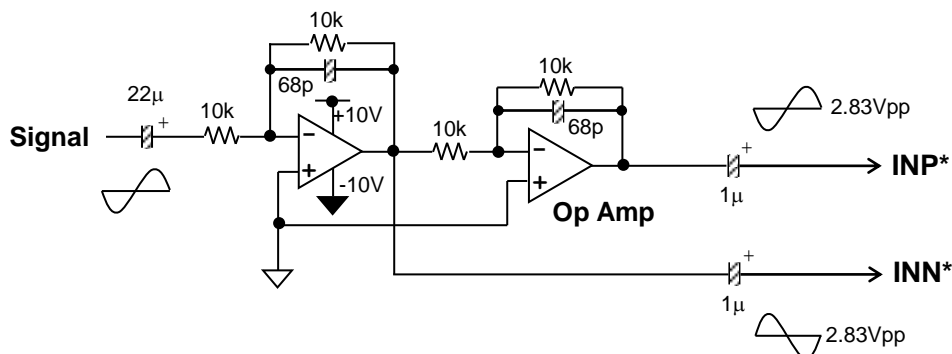 10k
68p
22μ
10k
+
+10V
Signal
−
+
-10V
10k
10k
68p
−
+
Op Amp
2.83Vpp
+
1μ
INP*
+
1μ
INN*
2.83Vpp